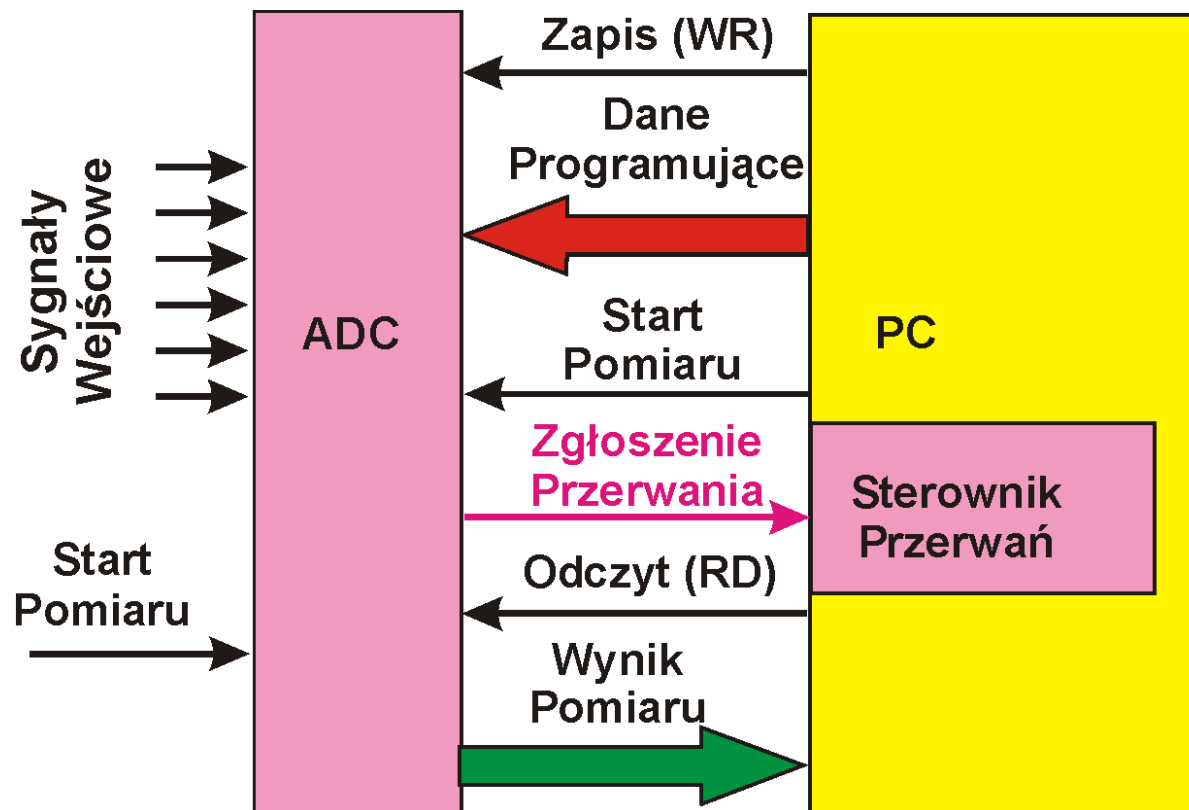 Zapis (WR)
Dane
Programujące
Sygnały
Wejściowe
ADC
Start
Pomiaru
PC
Zgłoszenie
Przerwania
Sterownik
Przerwań
Start
Pomiaru
Odczyt (RD)
Wynik
Pomiaru